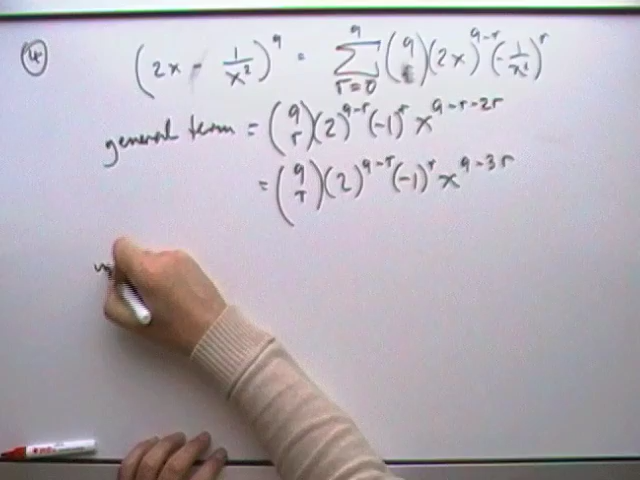 4 (2x - 1/x²)⁹ = ∑_{r=0}^{9} (9 r)(2x)^{9-r}(-1/x²)^r
general term = (9 r)(2)^{9-r}(-1)^r x^{9-r-2r}
= (9 r)(2)^{9-r}(-1)^r x^{9-3r}